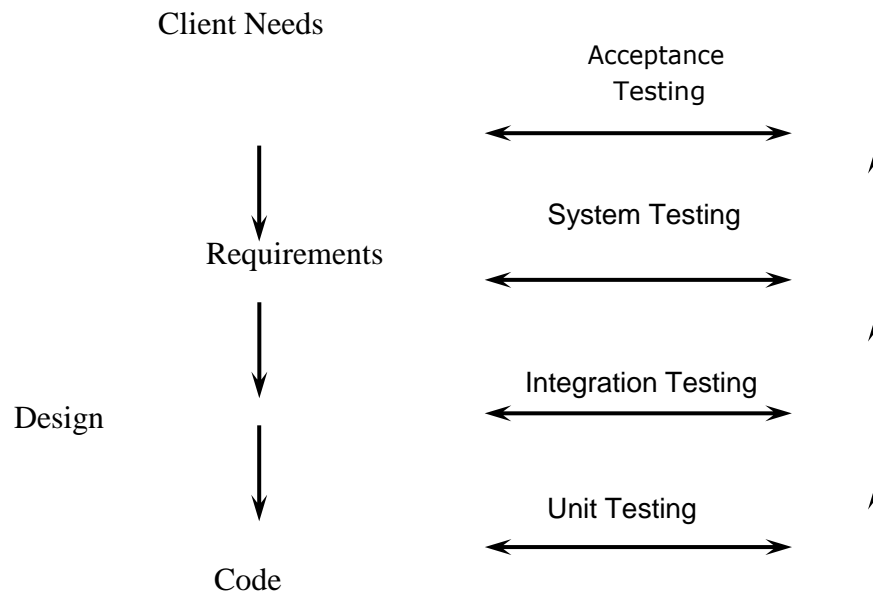 Client Needs
Acceptance
Testing
System Testing
Requirements
Integration Testing
Design
Unit Testing
Code